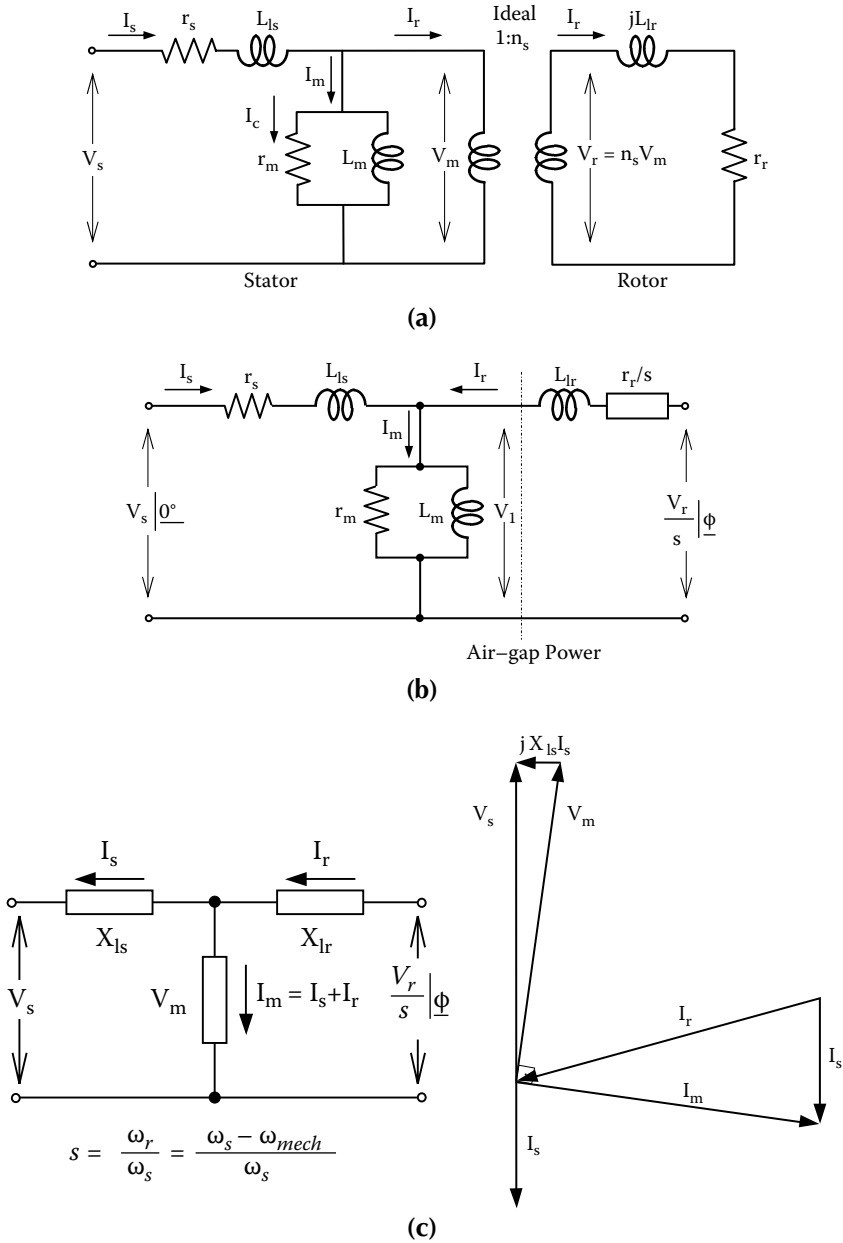 I_s r_s L_ls I_r Ideal 1:n_s I_r jL_lr
I_m
I_c
V_s r_m L_m V_m V_r = n_sV_m r_r
Stator Rotor
(a)
I_s r_s L_ls I_r L_lr r_r/s
I_m
V_s|0° r_m L_m V_1 V_r/s|ϕ
Air–gap Power
(b)
I_s I_r
X_ls X_lr
V_s V_m I_m = I_s+I_r V_r/s|ϕ
s = ω_r/ω_s = (ω_s − ω_mech)/ω_s
j X_lsI_s
V_s V_m
I_r
I_s
I_m
I_s
(c)